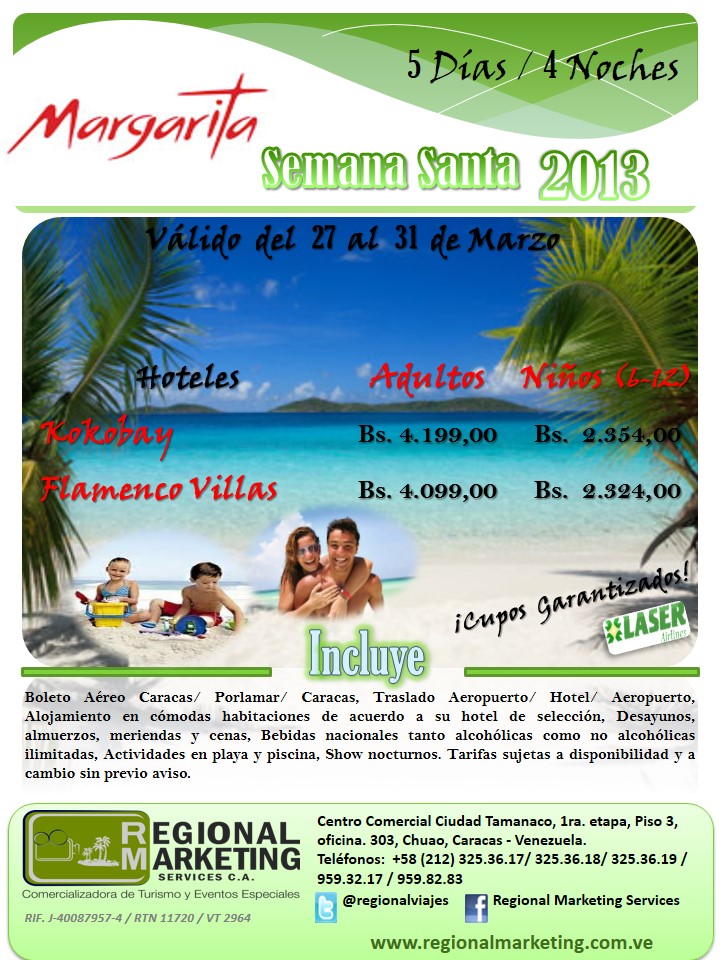 5 Días / 4 Noches
Margarita
Semana Santa 2013
Válido del 27 al 31 de Marzo
Hoteles Adultos Niños (6-12)
Kokobay Bs. 4.199,00 Bs. 2.354,00
Flamenco Villas Bs. 4.099,00 Bs. 2.324,00
¡Cupos Garantizados!
LASER
Airlines
Incluye
Boleto Aéreo Caracas/ Porlamar/ Caracas, Traslado Aeropuerto/ Hotel/ Aeropuerto,
Alojamiento en cómodas habitaciones de acuerdo a su hotel de selección, Desayunos,
almuerzos, meriendas y cenas, Bebidas nacionales tanto alcohólicas como no alcohólicas
ilimitadas, Actividades en playa y piscina, Show nocturnos. Tarifas sujetas a disponibilidad y a
cambio sin previo aviso.
REGIONAL
MARKETING
SERVICES C.A.
Comercializadora de Turismo y Eventos Especiales
RIF. J-40087957-4 / RTN 11720 / VT 2964
Centro Comercial Ciudad Tamanaco, 1ra. etapa, Piso 3,
oficina. 303, Chuao, Caracas - Venezuela.
Teléfonos: +58 (212) 325.36.17/ 325.36.18/ 325.36.19 /
959.32.17 / 959.82.83
@regionalviajes Regional Marketing Services
www.regionalmarketing.com.ve